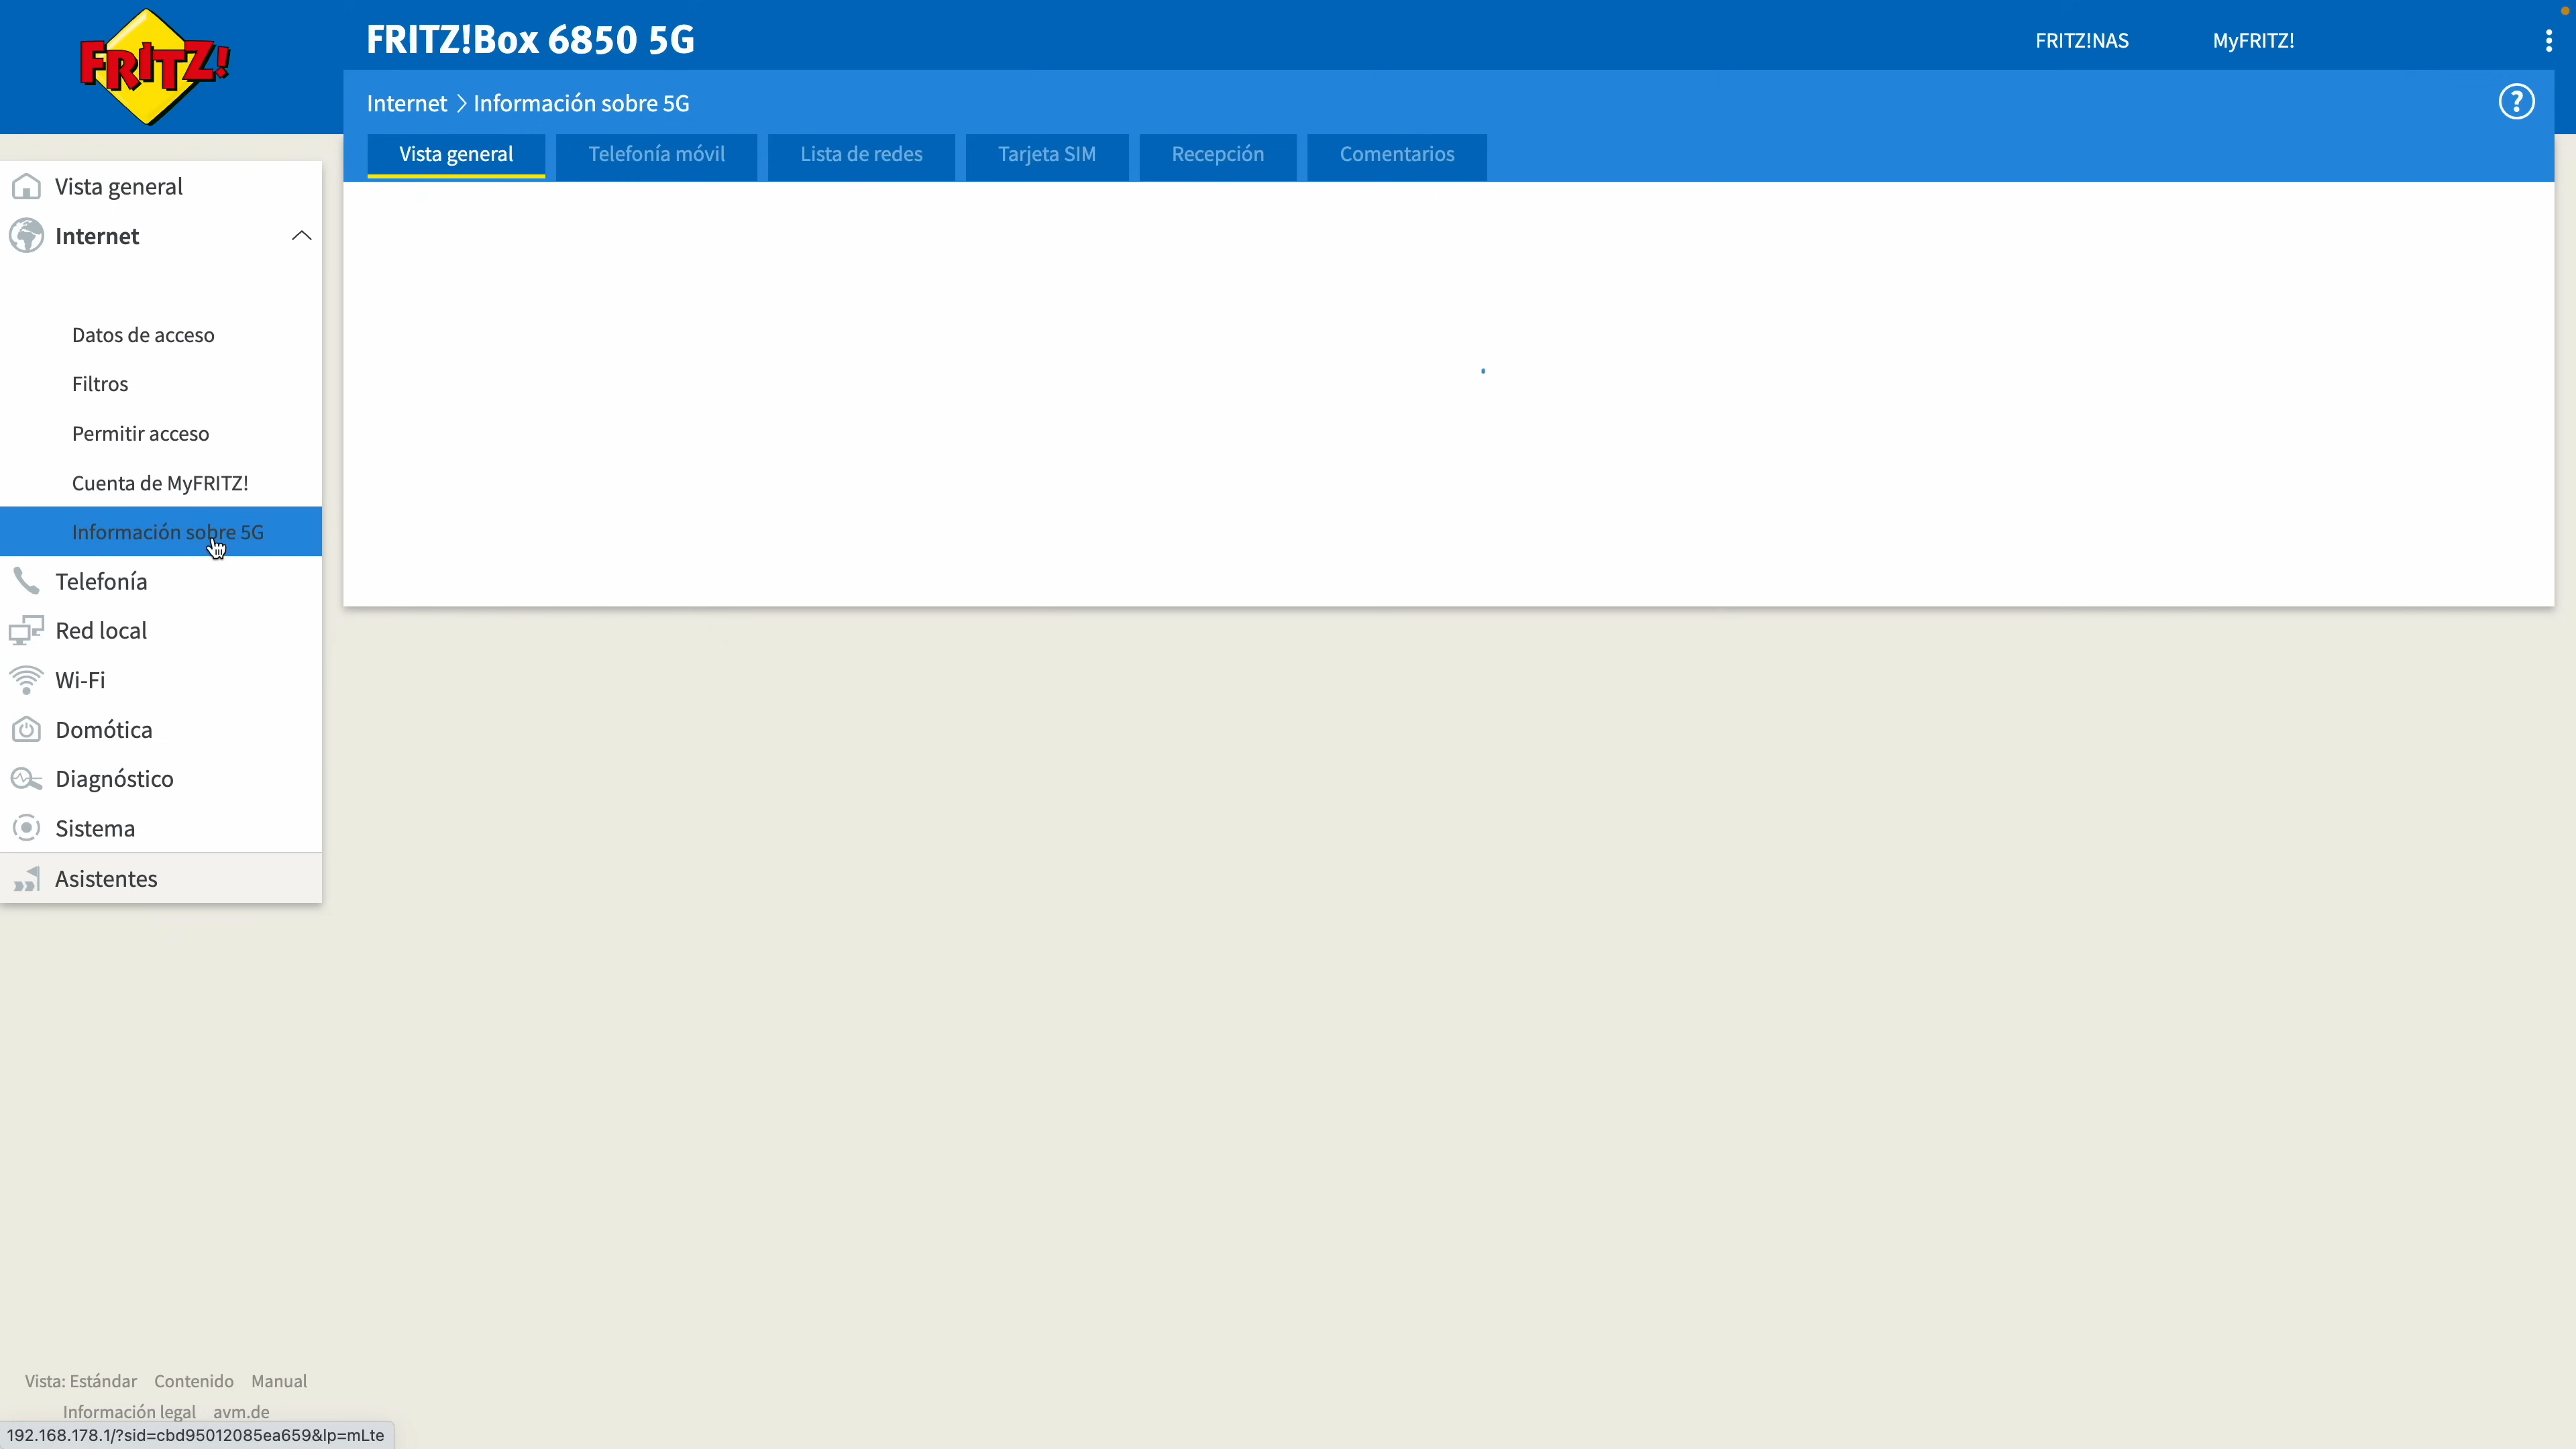 FRITZ!
FRITZ!Box 6850 5G
FRITZ!NAS
MyFRITZ!
Internet > Información sobre 5G
?
Vista general
Telefonía móvil
Lista de redes
Tarjeta SIM
Recepción
Comentarios
Vista general
Internet
Datos de acceso
Filtros
Permitir acceso
Cuenta de MyFRITZ!
Información sobre 5G
Telefonía
Red local
Wi-Fi
Domótica
Diagnóstico
Sistema
Asistentes
Vista: Estándar Contenido Manual
Información legal avm.de
192.168.178.1/?sid=cbd95012085ea659&lp=mLte